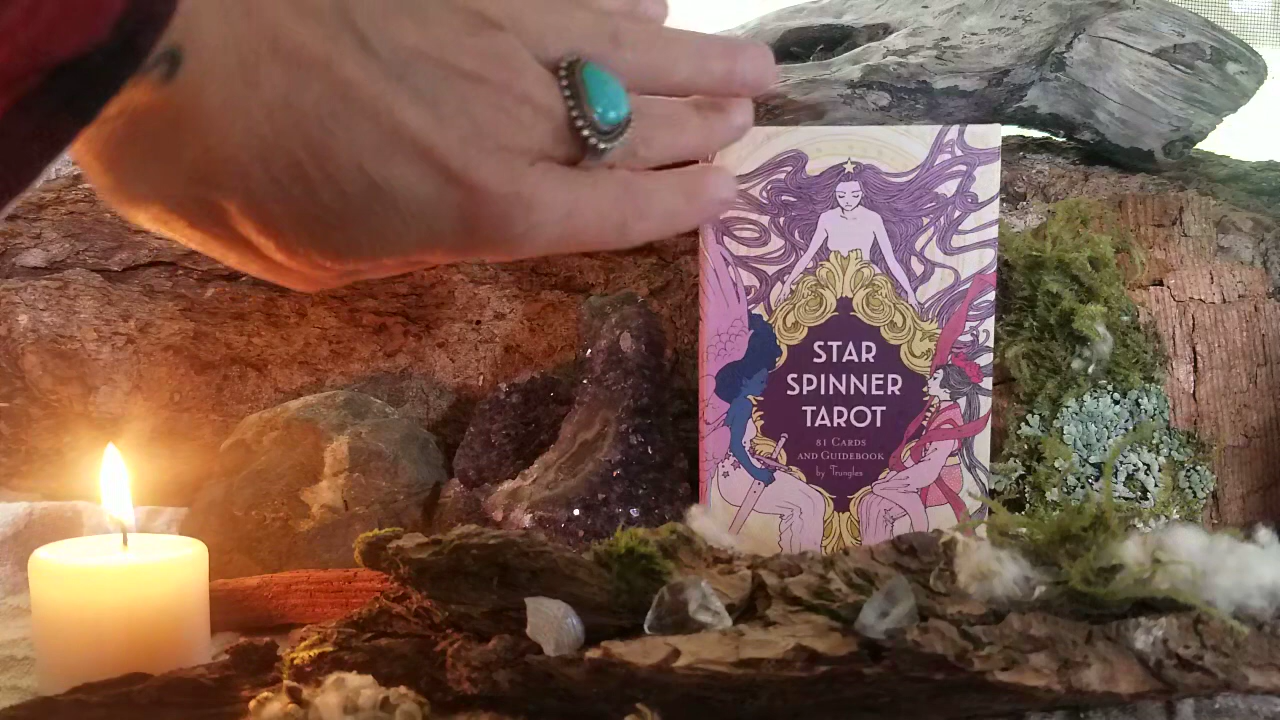 STAR
SPINNER
TAROT
81 CARDS
AND GUIDEBOOK
by Trungles